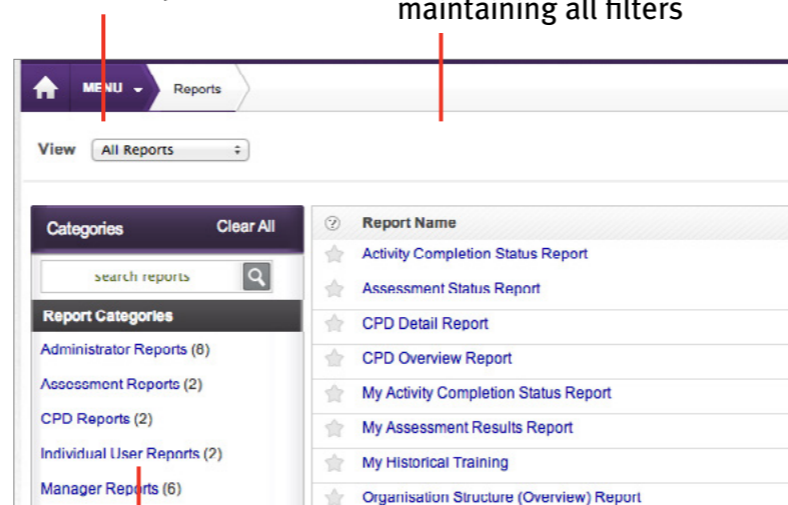 maintaining all filters
MENU
Reports
View All Reports
Categories Clear All
search reports
Report Categories
Administrator Reports (8)
Assessment Reports (2)
CPD Reports (2)
Individual User Reports (2)
Manager Reports (6)
Report Name
Activity Completion Status Report
Assessment Status Report
CPD Detail Report
CPD Overview Report
My Activity Completion Status Report
My Assessment Results Report
My Historical Training
Organisation Structure (Overview) Report